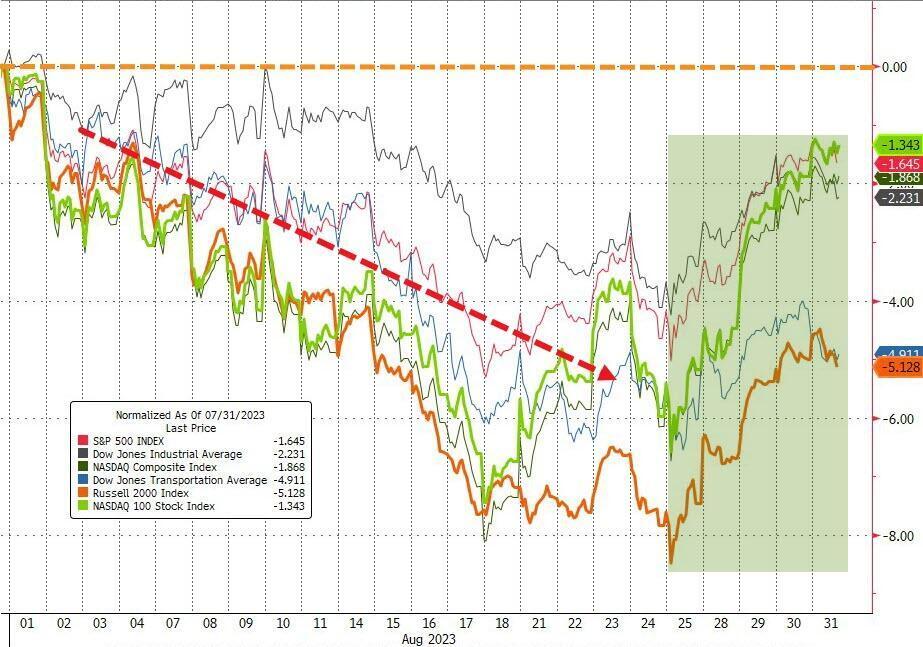 0.00
-1.343
-1.645
-1.868
-2.231
-4.00
-4.911
-5.128
-6.00
-8.00
Normalized As Of 07/31/2023
Last Price
S&P 500 INDEX -1.645
Dow Jones Industrial Average -2.231
NASDAQ Composite Index -1.868
Dow Jones Transportation Average -4.911
Russell 2000 Index -5.128
NASDAQ 100 Stock Index -1.343
01 02 03 04 07 08 09 10 11 14 15 16 17 18 21 22 23 24 25 28 29 30 31
Aug 2023